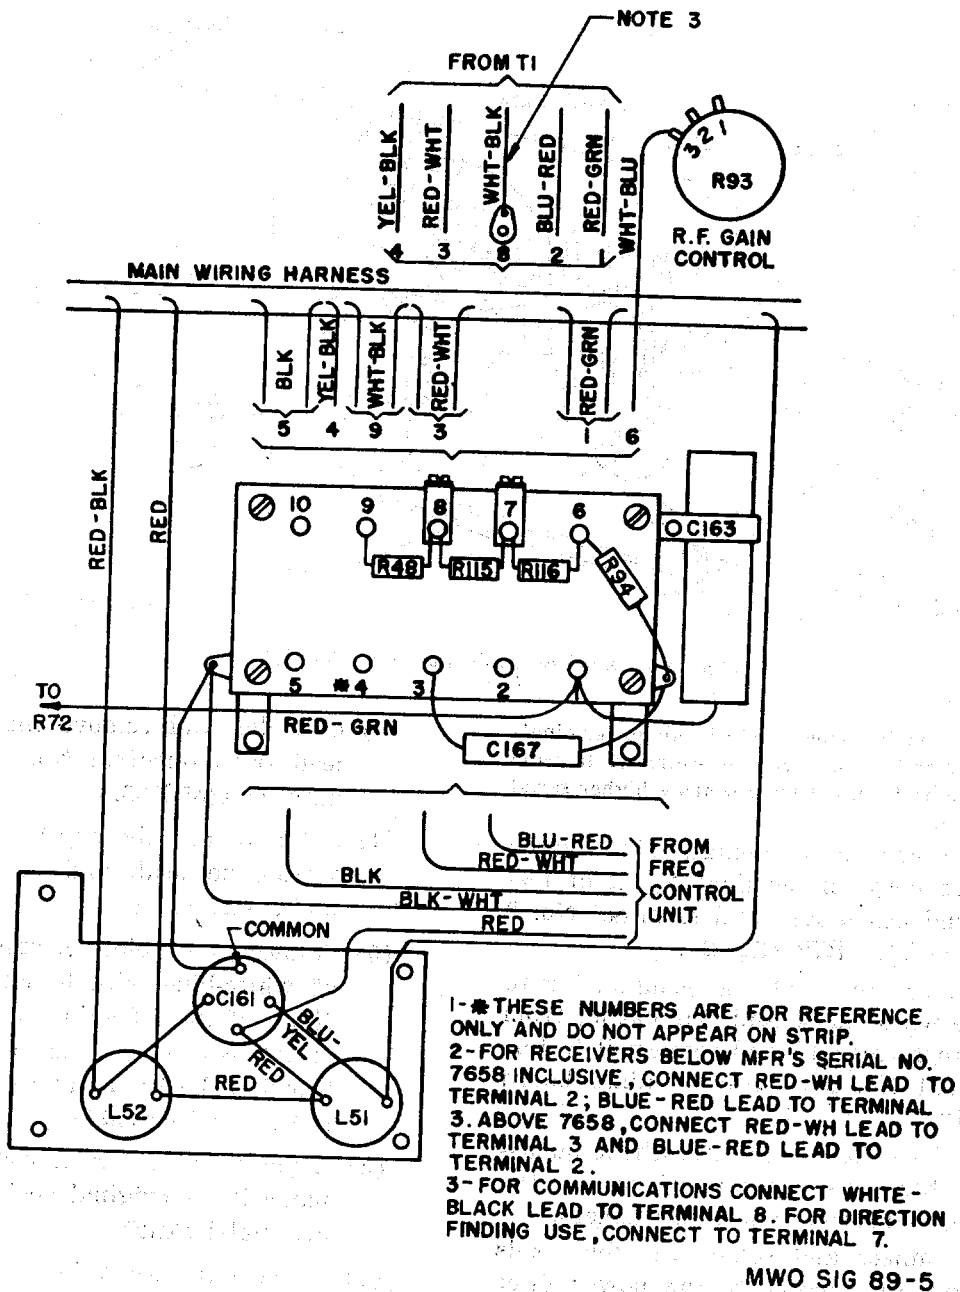 NOTE 3
FROM T1
YEL-BLK
RED-WHT
WHT-BLK
BLU-RED
RED-GRN
WHT-BLU
4
3
8
2
1
3 2 1
R93
R.F. GAIN
CONTROL
MAIN WIRING HARNESS
BLK
YEL-BLK
WHT-BLK
RED-WHT
RED-GRN
5
4
9
3
1
6
RED-BLK
RED
10
9
8
7
6
C163
R48
R115
R116
R94
5
*4
3
2
TO
R72
RED-GRN
C167
BLU-RED
RED-WHT
BLK
BLK-WHT
RED
FROM
FREQ
CONTROL
UNIT
COMMON
C161
BLU-
YEL
RED
RED
L52
L51
1-*THESE NUMBERS ARE FOR REFERENCE
ONLY AND DO NOT APPEAR ON STRIP.
2-FOR RECEIVERS BELOW MFR'S SERIAL NO.
7658 INCLUSIVE, CONNECT RED-WH LEAD TO
TERMINAL 2; BLUE-RED LEAD TO TERMINAL
3. ABOVE 7658, CONNECT RED-WH LEAD TO
TERMINAL 3 AND BLUE-RED LEAD TO
TERMINAL 2.
3-FOR COMMUNICATIONS CONNECT WHITE-
BLACK LEAD TO TERMINAL 8. FOR DIRECTION
FINDING USE, CONNECT TO TERMINAL 7.
MWO SIG 89-5